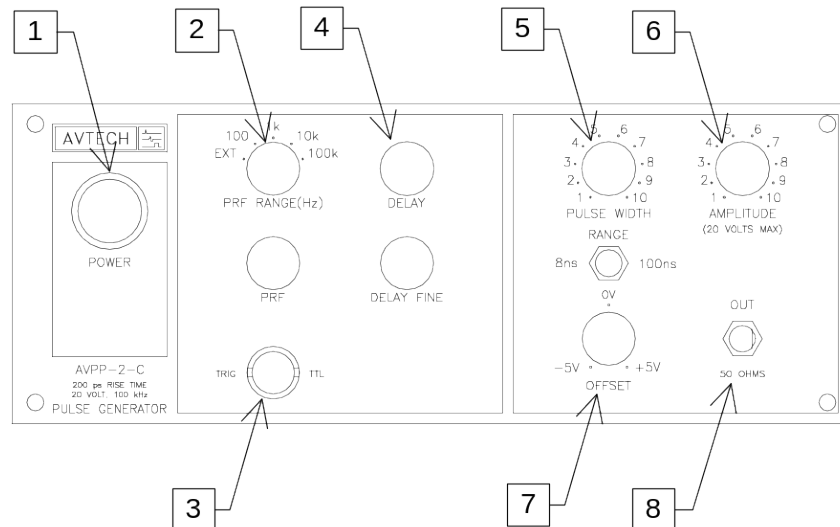 1
2
4
5
6
AVTECH
POWER
AVPP-2-C
200 ps RISE TIME
20 VOLT, 100 kHz
PULSE GENERATOR
EXT 100 1k 10k 100k
PRF RANGE(Hz)
DELAY
PRF
DELAY FINE
TRIG TTL
1 2 3 4 5 6 7 8 9 10
PULSE WIDTH
RANGE
8ns 100ns
0V
-5V +5V
OFFSET
1 2 3 4 5 6 7 8 9 10
AMPLITUDE
(20 VOLTS MAX)
OUT
50 OHMS
3
7
8